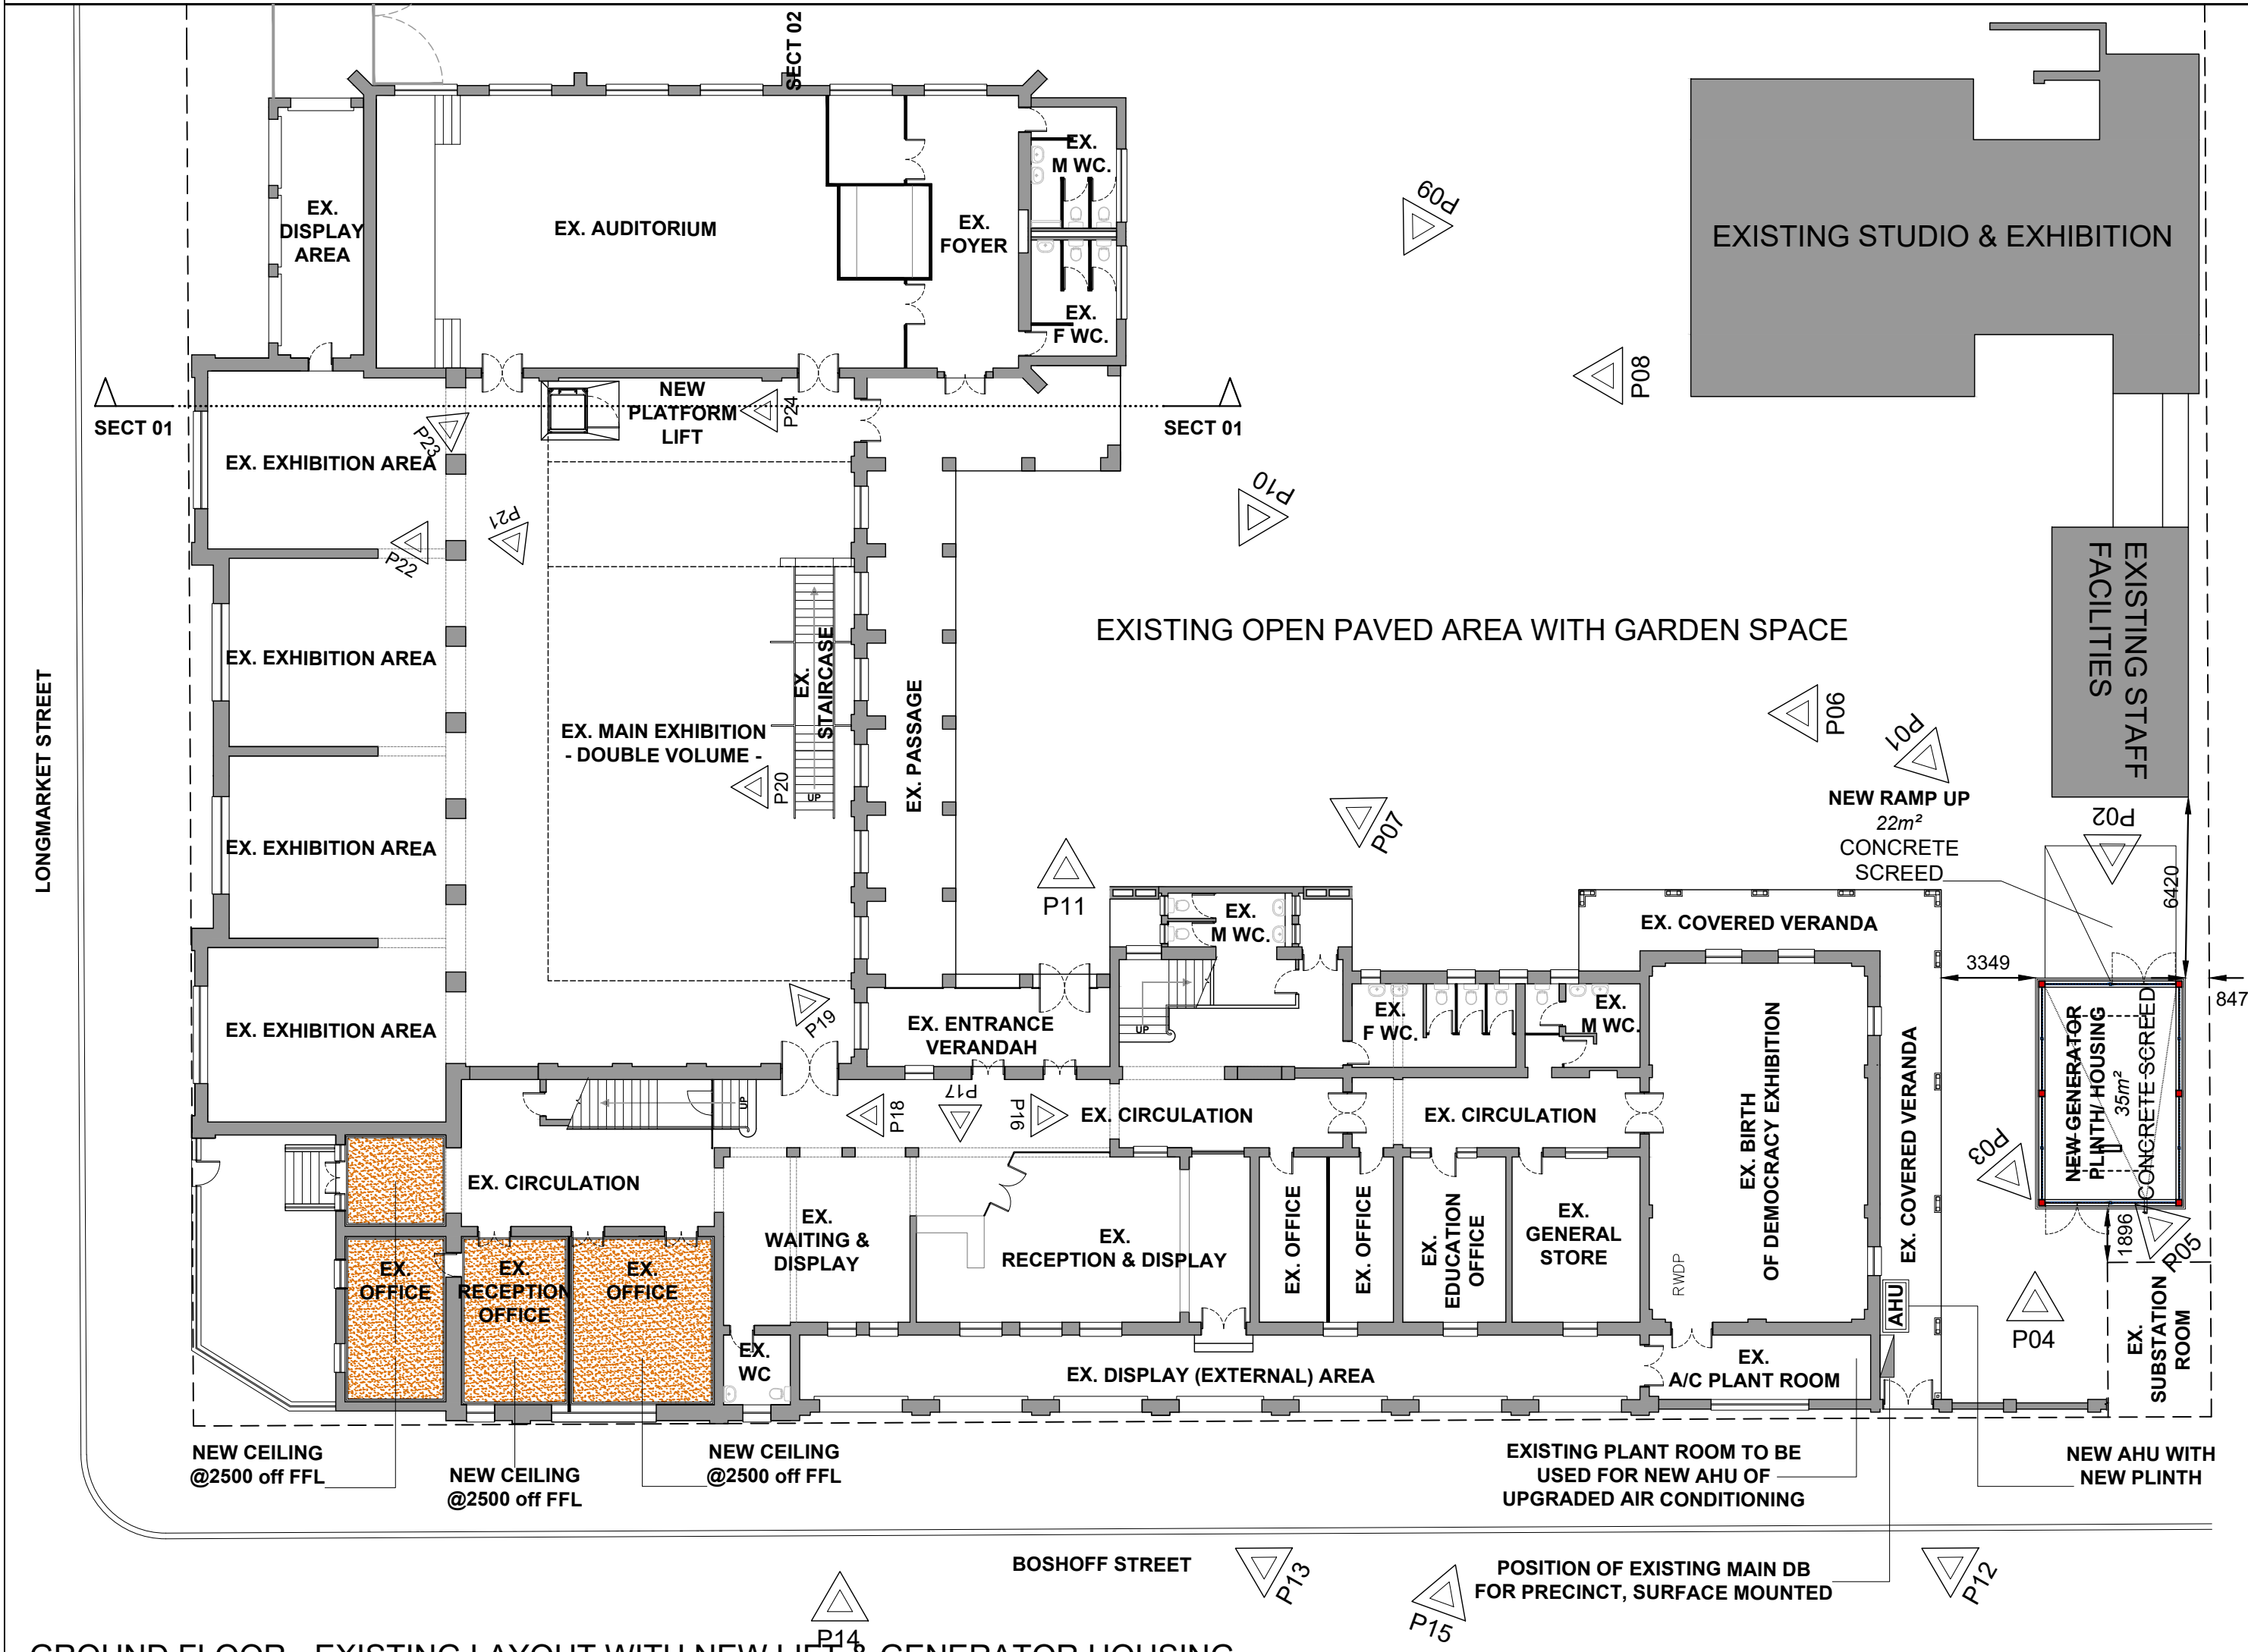 SECT 02
EX.
DISPLAY
AREA
EX. AUDITORIUM
EX.
FOYER
EX.
M WC.
EX.
F WC.
P09
EXISTING STUDIO & EXHIBITION
P08
SECT 01
NEW
PLATFORM
LIFT
P24
SECT 01
P23
EX. EXHIBITION AREA
P21
P22
P10
EXISTING STAFF
FACILITIES
EX. EXHIBITION AREA
EX.
STAIRCASE
UP
EXISTING OPEN PAVED AREA WITH GARDEN SPACE
LONGMARKET STREET
EX. MAIN EXHIBITION
- DOUBLE VOLUME -
P20
EX. PASSAGE
P06
P01
P07
NEW RAMP UP
22m²
CONCRETE
SCREED
P02
6420
EX. EXHIBITION AREA
P11
EX.
M WC.
EX. COVERED VERANDA
3349
847
EX. EXHIBITION AREA
P19
EX. ENTRANCE
VERANDAH
UP
EX.
F WC.
EX.
M WC.
EX. BIRTH
OF DEMOCRACY EXHIBITION
EX. COVERED VERANDA
NEW GENERATOR
PLINTH/ HOUSING
35m²
CONCRETE SCREED
UP
P18
P17
P16
EX. CIRCULATION
EX. CIRCULATION
P03
EX. CIRCULATION
EX.
WAITING &
DISPLAY
EX.
RECEPTION & DISPLAY
EX. OFFICE
EX. OFFICE
EX.
EDUCATION
OFFICE
EX.
GENERAL
STORE
RWDP
1896
P05
EX.
OFFICE
EX.
RECEPTION
OFFICE
EX.
OFFICE
AHU
P04
EX.
SUBSTATION
ROOM
EX.
WC
EX. DISPLAY (EXTERNAL) AREA
EX.
A/C PLANT ROOM
NEW CEILING
@2500 off FFL
NEW CEILING
@2500 off FFL
NEW CEILING
@2500 off FFL
EXISTING PLANT ROOM TO BE
USED FOR NEW AHU OF
UPGRADED AIR CONDITIONING
NEW AHU WITH
NEW PLINTH
BOSHOFF STREET
P13
POSITION OF EXISTING MAIN DB
FOR PRECINCT, SURFACE MOUNTED
P12
P14
P15
GROUND FLOOR - EXISTING LAYOUT WITH NEW LIFT & GENERATOR HOUSING